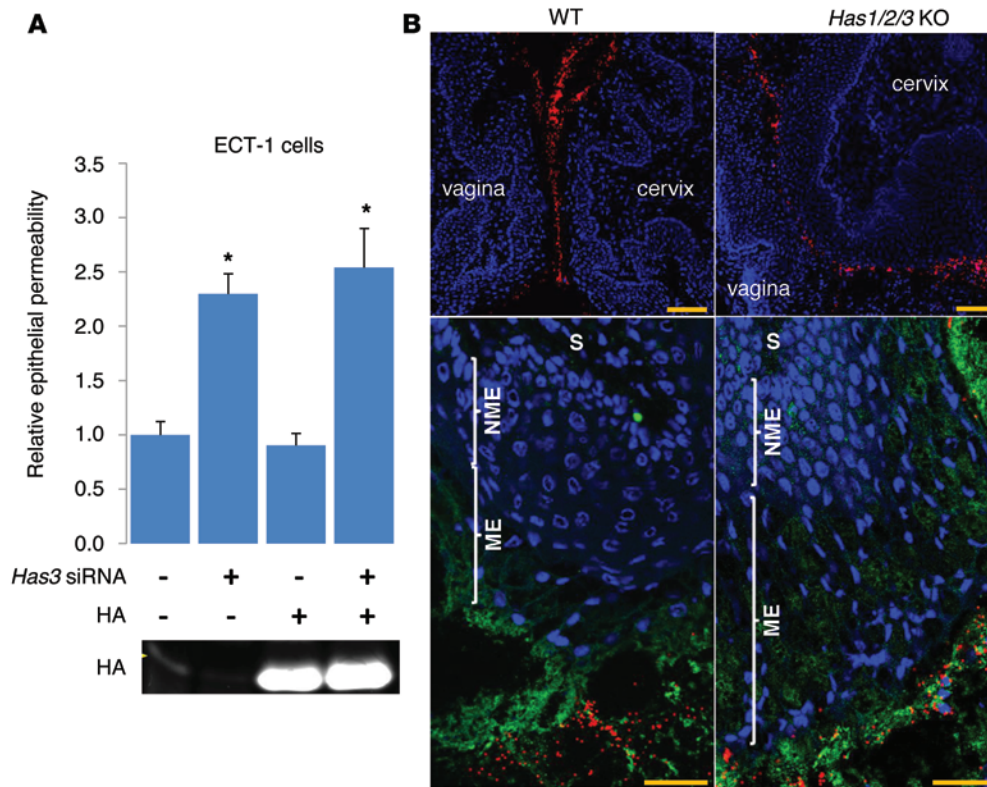 A
ECT-1 cells
Relative epithelial permeability
3.5
3.0
2.5
2.0
1.5
1.0
0.5
0.0
*
*
Has3 siRNA - + - +
HA - - + +
HA
B
WT
Has1/2/3 KO
vagina
cervix
cervix
vagina
S
NME
ME
S
NME
ME